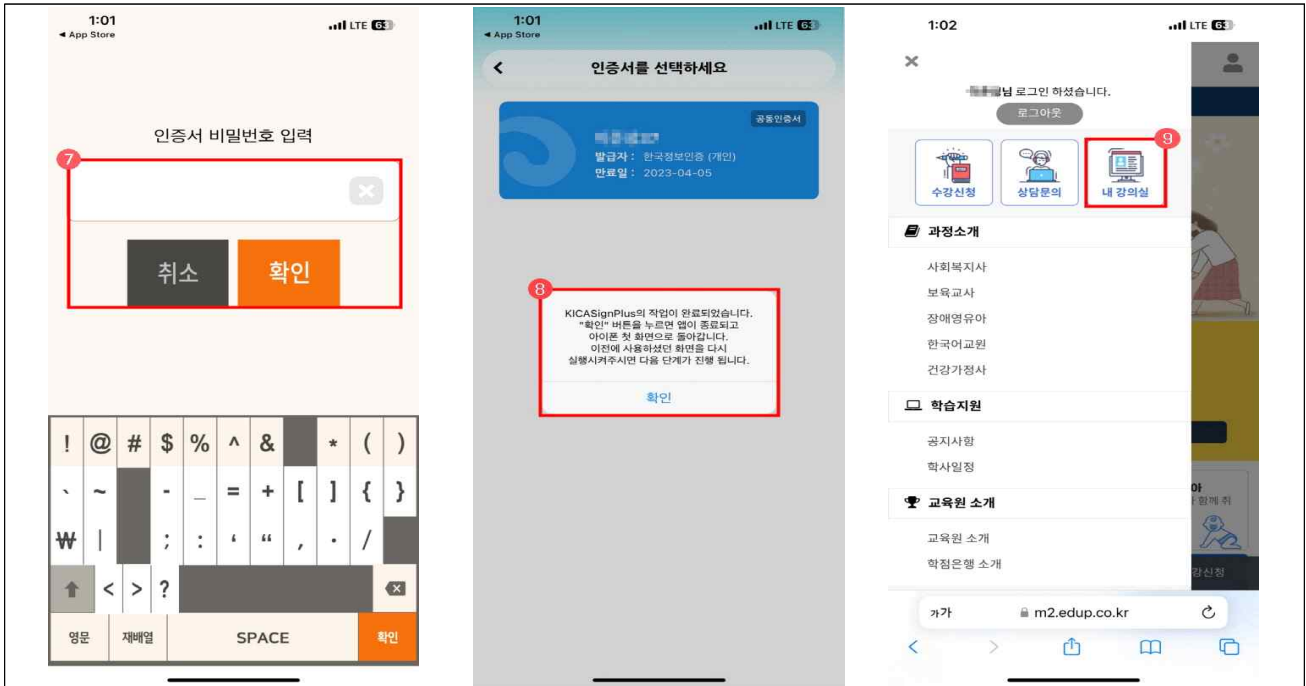 1:01
◀ App Store
LTE 63
인증서 비밀번호 입력
7
취소
확인
! @ # $ % ^ & * ( )
` ~ - _ = + [ ] { }
₩ | ; : ‘ “ , . /
< > ?
영문
재배열
SPACE
확인
1:01
◀ App Store
LTE 63
인증서를 선택하세요
공동인증서
발급자 : 한국정보인증 (개인)
만료일 : 2023-04-05
8
KICASignPlus의 작업이 완료되었습니다.
"확인" 버튼을 누르면 앱이 종료되고
아이폰 첫 화면으로 돌아갑니다.
이전에 사용하셨던 화면을 다시
실행시켜주시면 다음 단계가 진행 됩니다.
확인
1:02
LTE 63
님 로그인 하셨습니다.
로그아웃
9
수강신청
상담문의
내 강의실
과정소개
사회복지사
보육교사
장애영유아
한국어교원
건강가정사
학습지원
공지사항
학사일정
교육원 소개
교육원 소개
학점은행 소개
아
함께 취
강신청
가가
m2.edup.co.kr